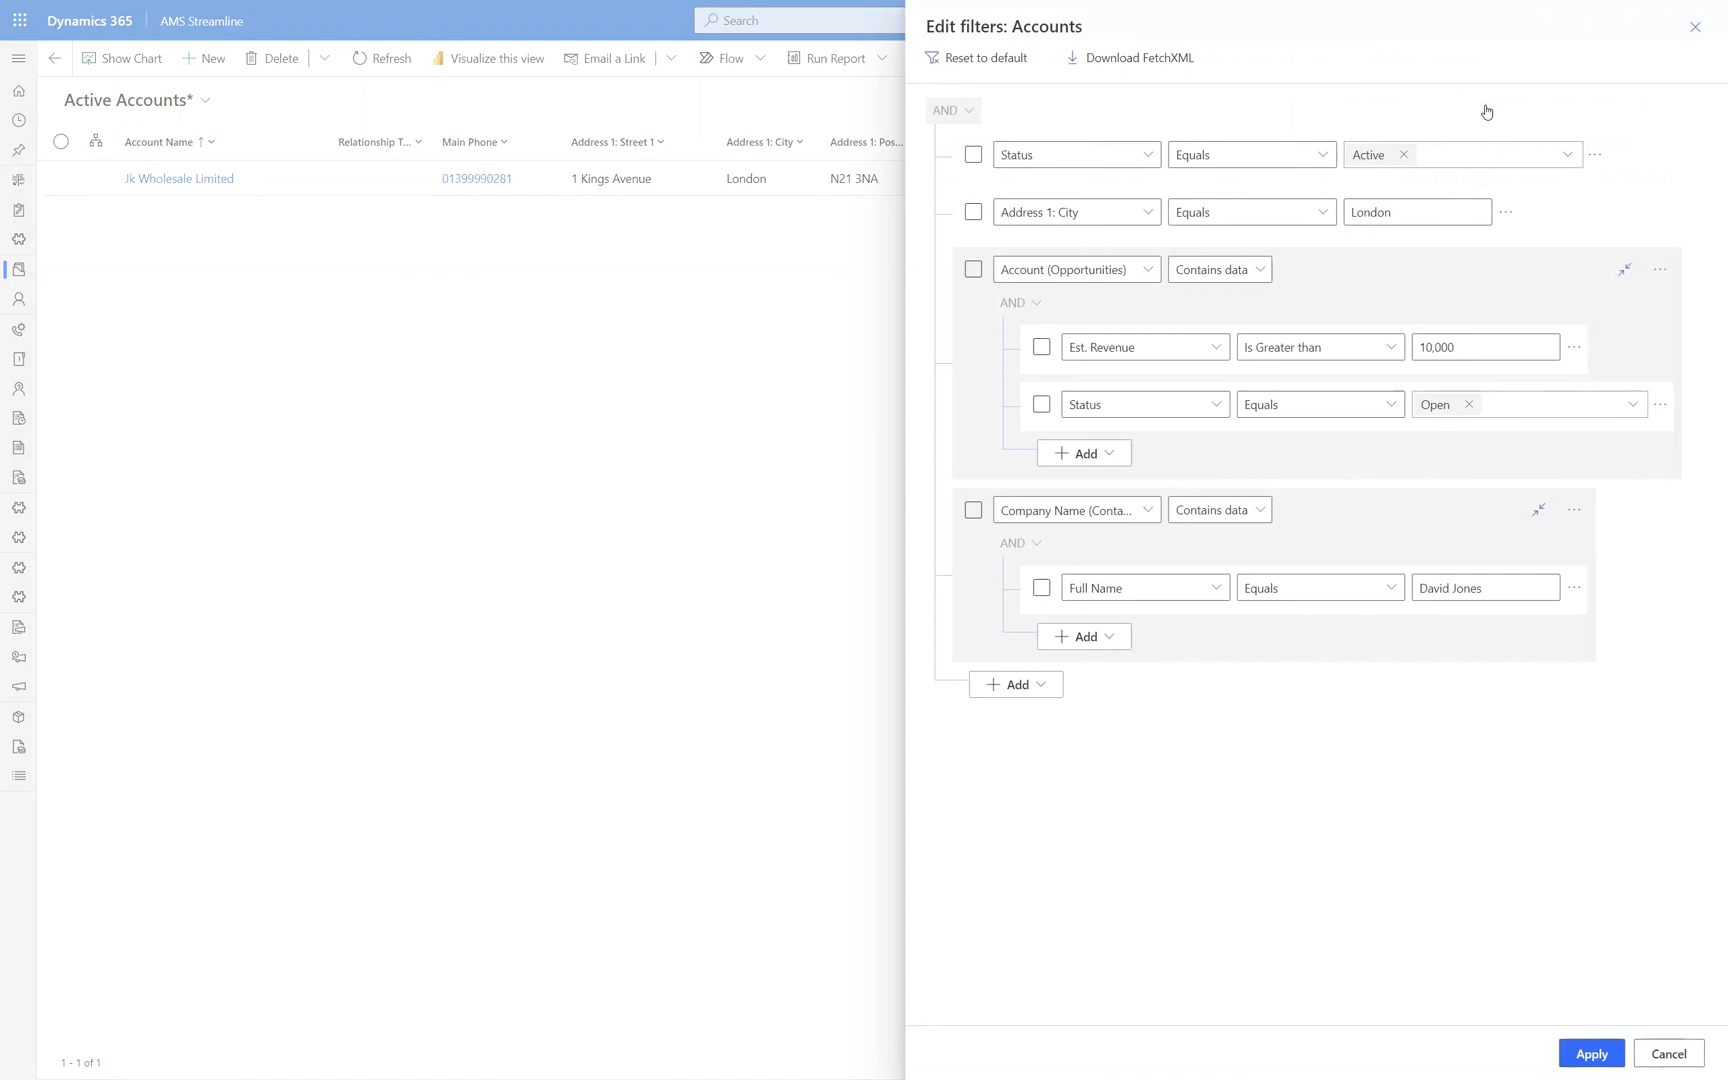 Dynamics 365
AMS Streamline
Search
Show Chart
New
Delete
Refresh
Visualize this view
Email a Link
Flow
Run Report
Active Accounts*
Account Name ↑
Relationship T...
Main Phone
Address 1: Street 1
Address 1: City
Address 1: Pos...
Jk Wholesale Limited
01399990281
1 Kings Avenue
London
N21 3NA
1 - 1 of 1
Edit filters: Accounts
Reset to default
Download FetchXML
AND
Status
Equals
Active
Address 1: City
Equals
London
Account (Opportunities)
Contains data
AND
Est. Revenue
Is Greater than
10,000
Status
Equals
Open
Add
Company Name (Conta...
Contains data
AND
Full Name
Equals
David Jones
Add
Add
Apply
Cancel